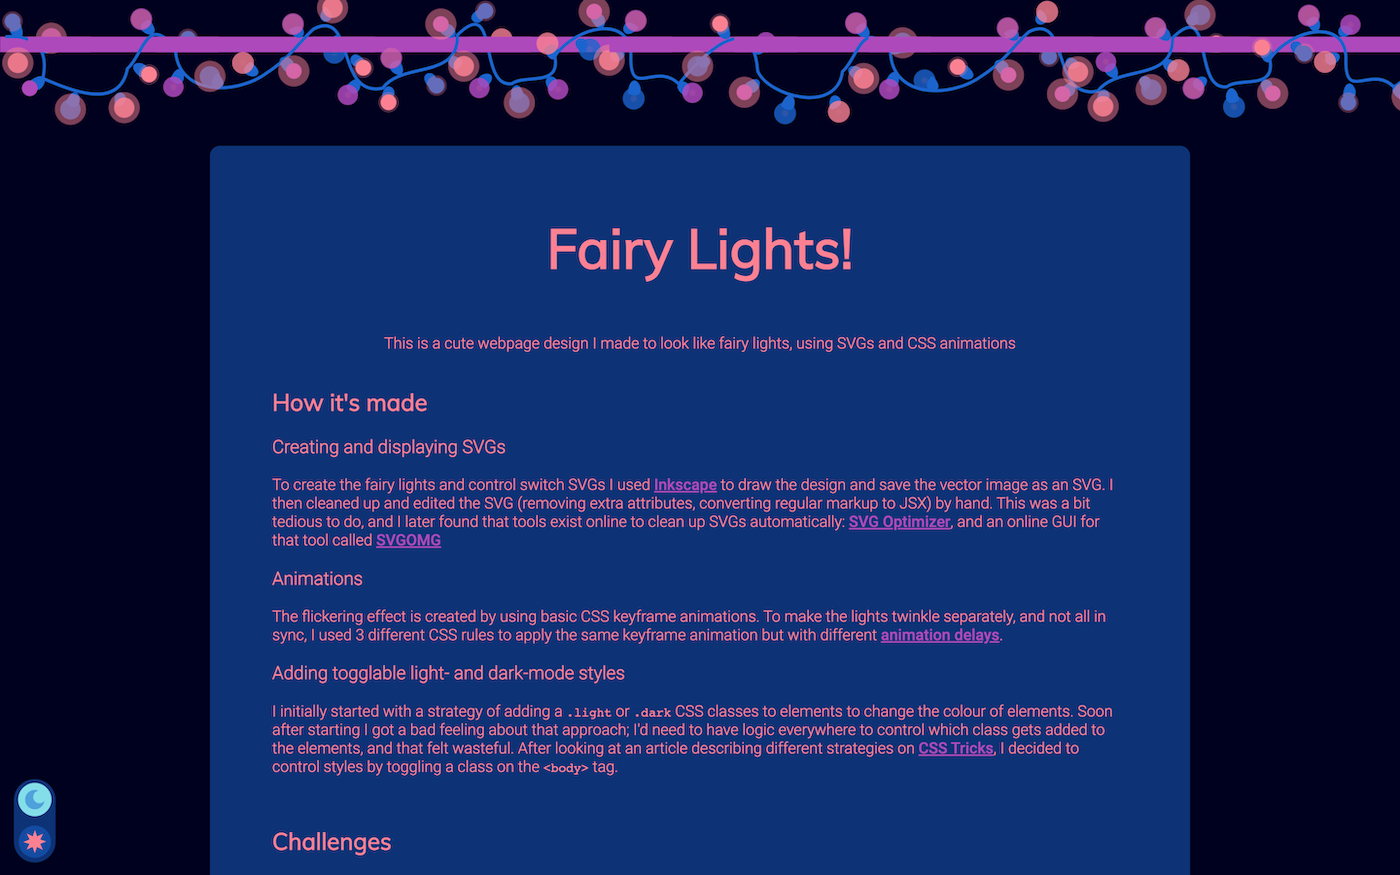 Fairy Lights!
This is a cute webpage design I made to look like fairy lights, using SVGs and CSS animations
How it's made
Creating and displaying SVGs
To create the fairy lights and control switch SVGs I used Inkscape to draw the design and save the vector image as an SVG. I
then cleaned up and edited the SVG (removing extra attributes, converting regular markup to JSX) by hand. This was a bit
tedious to do, and I later found that tools exist online to clean up SVGs automatically: SVG Optimizer, and an online GUI for
that tool called SVGOMG
Animations
The flickering effect is created by using basic CSS keyframe animations. To make the lights twinkle separately, and not all in
sync, I used 3 different CSS rules to apply the same keyframe animation but with different animation delays.
Adding togglable light- and dark-mode styles
I initially started with a strategy of adding a .light or .dark CSS classes to elements to change the colour of elements. Soon
after starting I got a bad feeling about that approach; I'd need to have logic everywhere to control which class gets added to
the elements, and that felt wasteful. After looking at an article describing different strategies on CSS Tricks, I decided to
control styles by toggling a class on the <body> tag.
Challenges